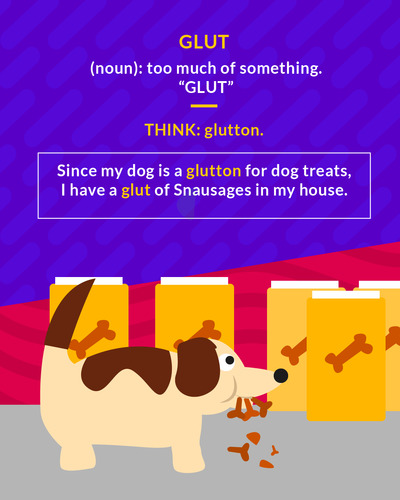 GLUT
(noun): too much of something.
“GLUT”
THINK: glutton.
Since my dog is a glutton for dog treats,
I have a glut of Snausages in my house.